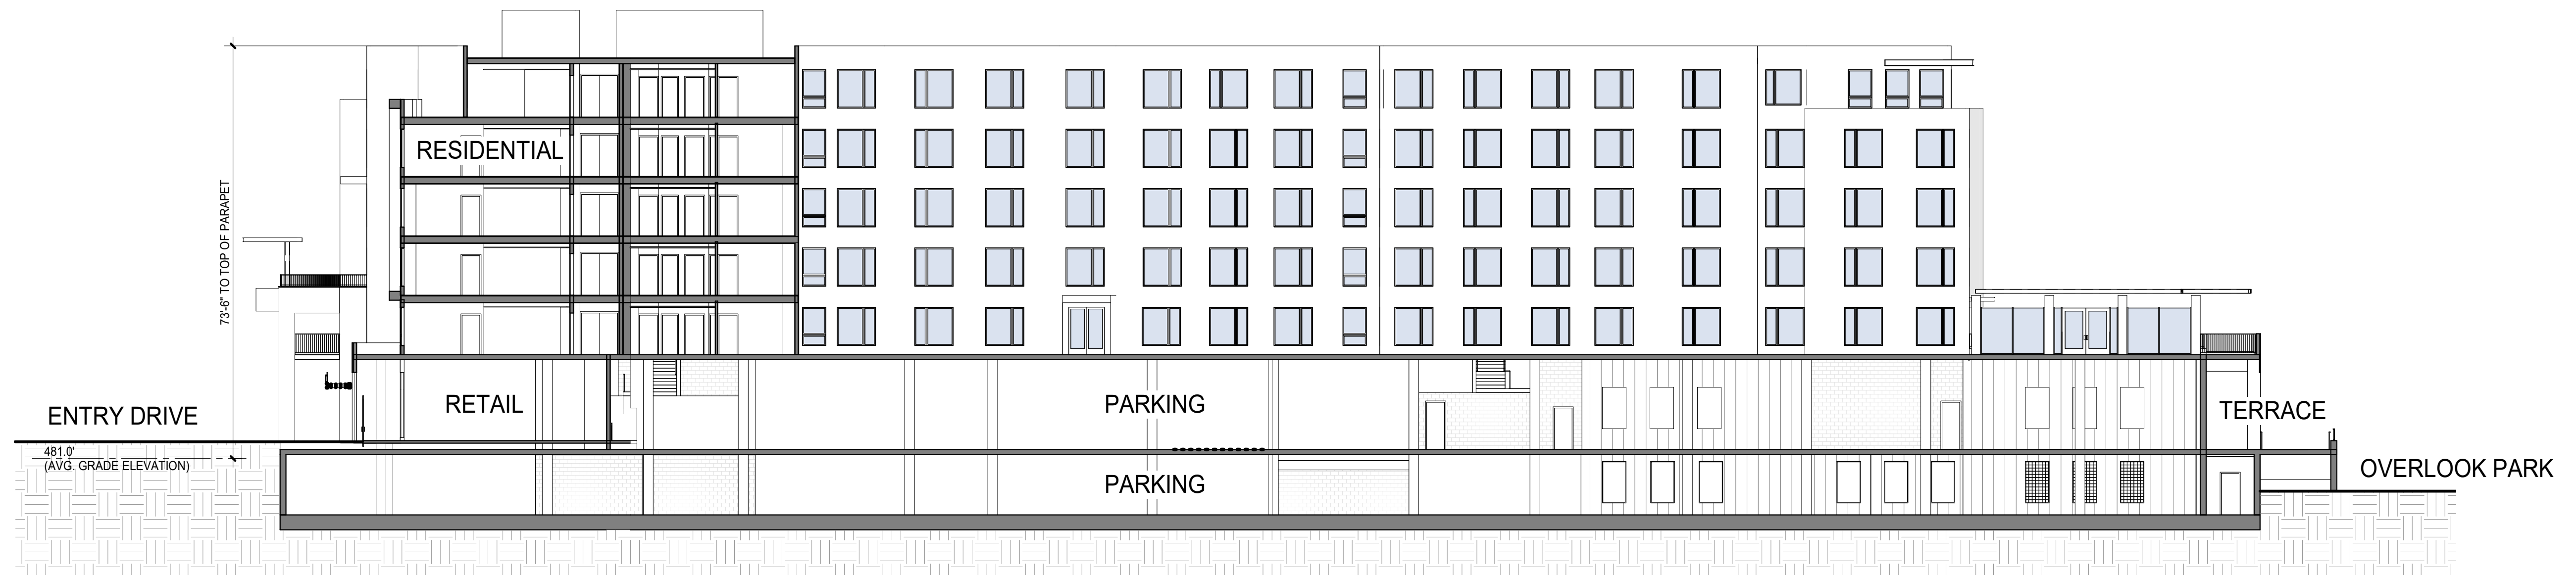 73'-6" TO TOP OF PARAPET
RESIDENTIAL
ENTRY DRIVE
RETAIL
PARKING
TERRACE
481.0'
(AVG. GRADE ELEVATION)
PARKING
OVERLOOK PARK